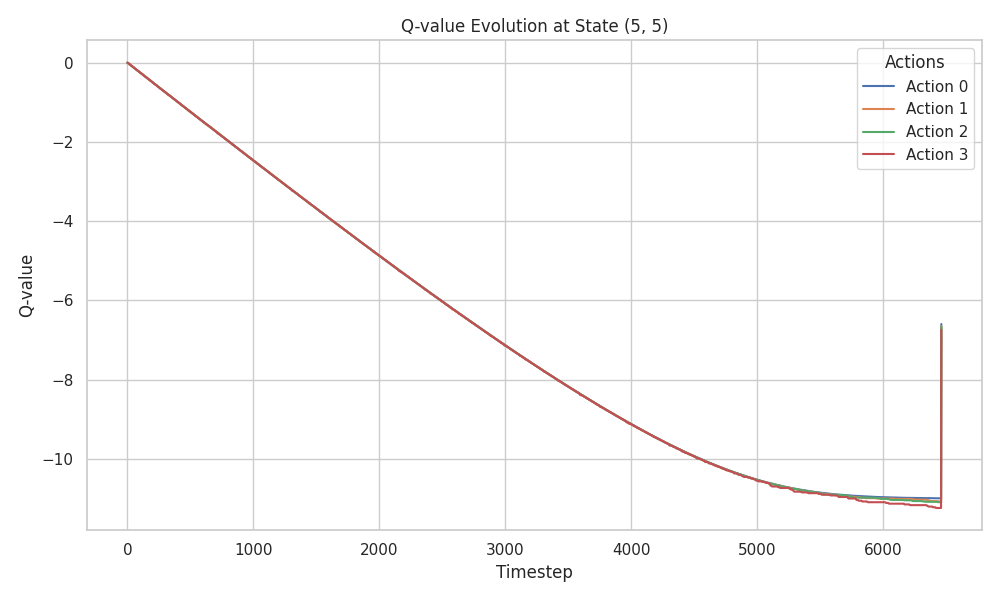 Q-value Evolution at State (5, 5)
Actions
Action 0
Action 1
Action 2
Action 3
Q-value
0
−2
−4
−6
−8
−10
0 1000 2000 3000 4000 5000 6000
Timestep